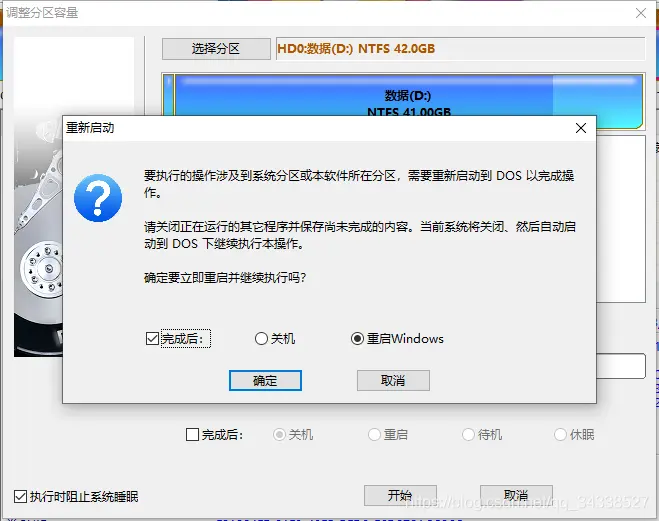 调整分区容量
选择分区
HD0:数据(D:) NTFS 42.0GB
数据(D:)
NTFS 41.00GB
重新启动
要执行的操作涉及到系统分区或本软件所在分区，需要重新启动到 DOS 以完成操
作。
请关闭正在运行的其它程序并保存尚未完成的内容。当前系统将关闭、然后自动启
动到 DOS 下继续执行本操作。
确定要立即重启并继续执行吗？
完成后： 关机 重启Windows
确定 取消
完成后： 关机 重启 待机 休眠
执行时阻止系统睡眠
开始 取消
https://blog.csdn.net/qq_34338527